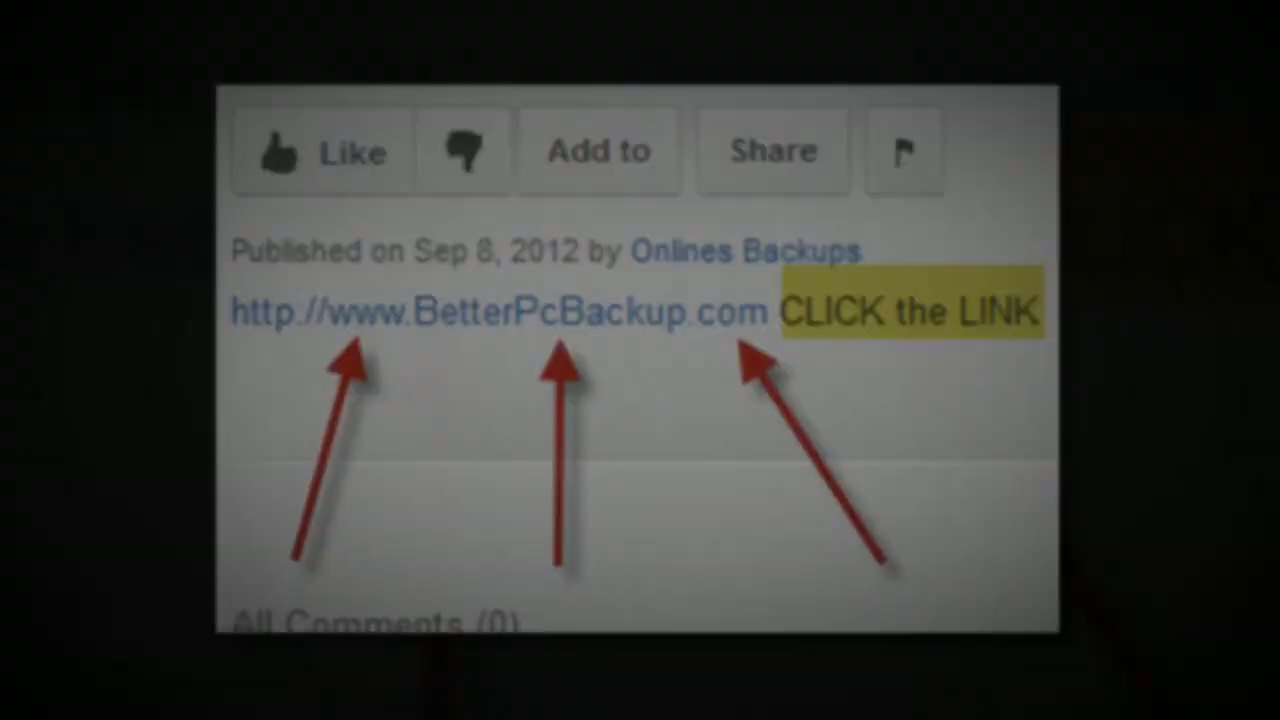 Like Add to Share
Published on Sep 8, 2012 by Onlines Backups
http://www.BetterPcBackup.com CLICK the LINK
All Comments (0)